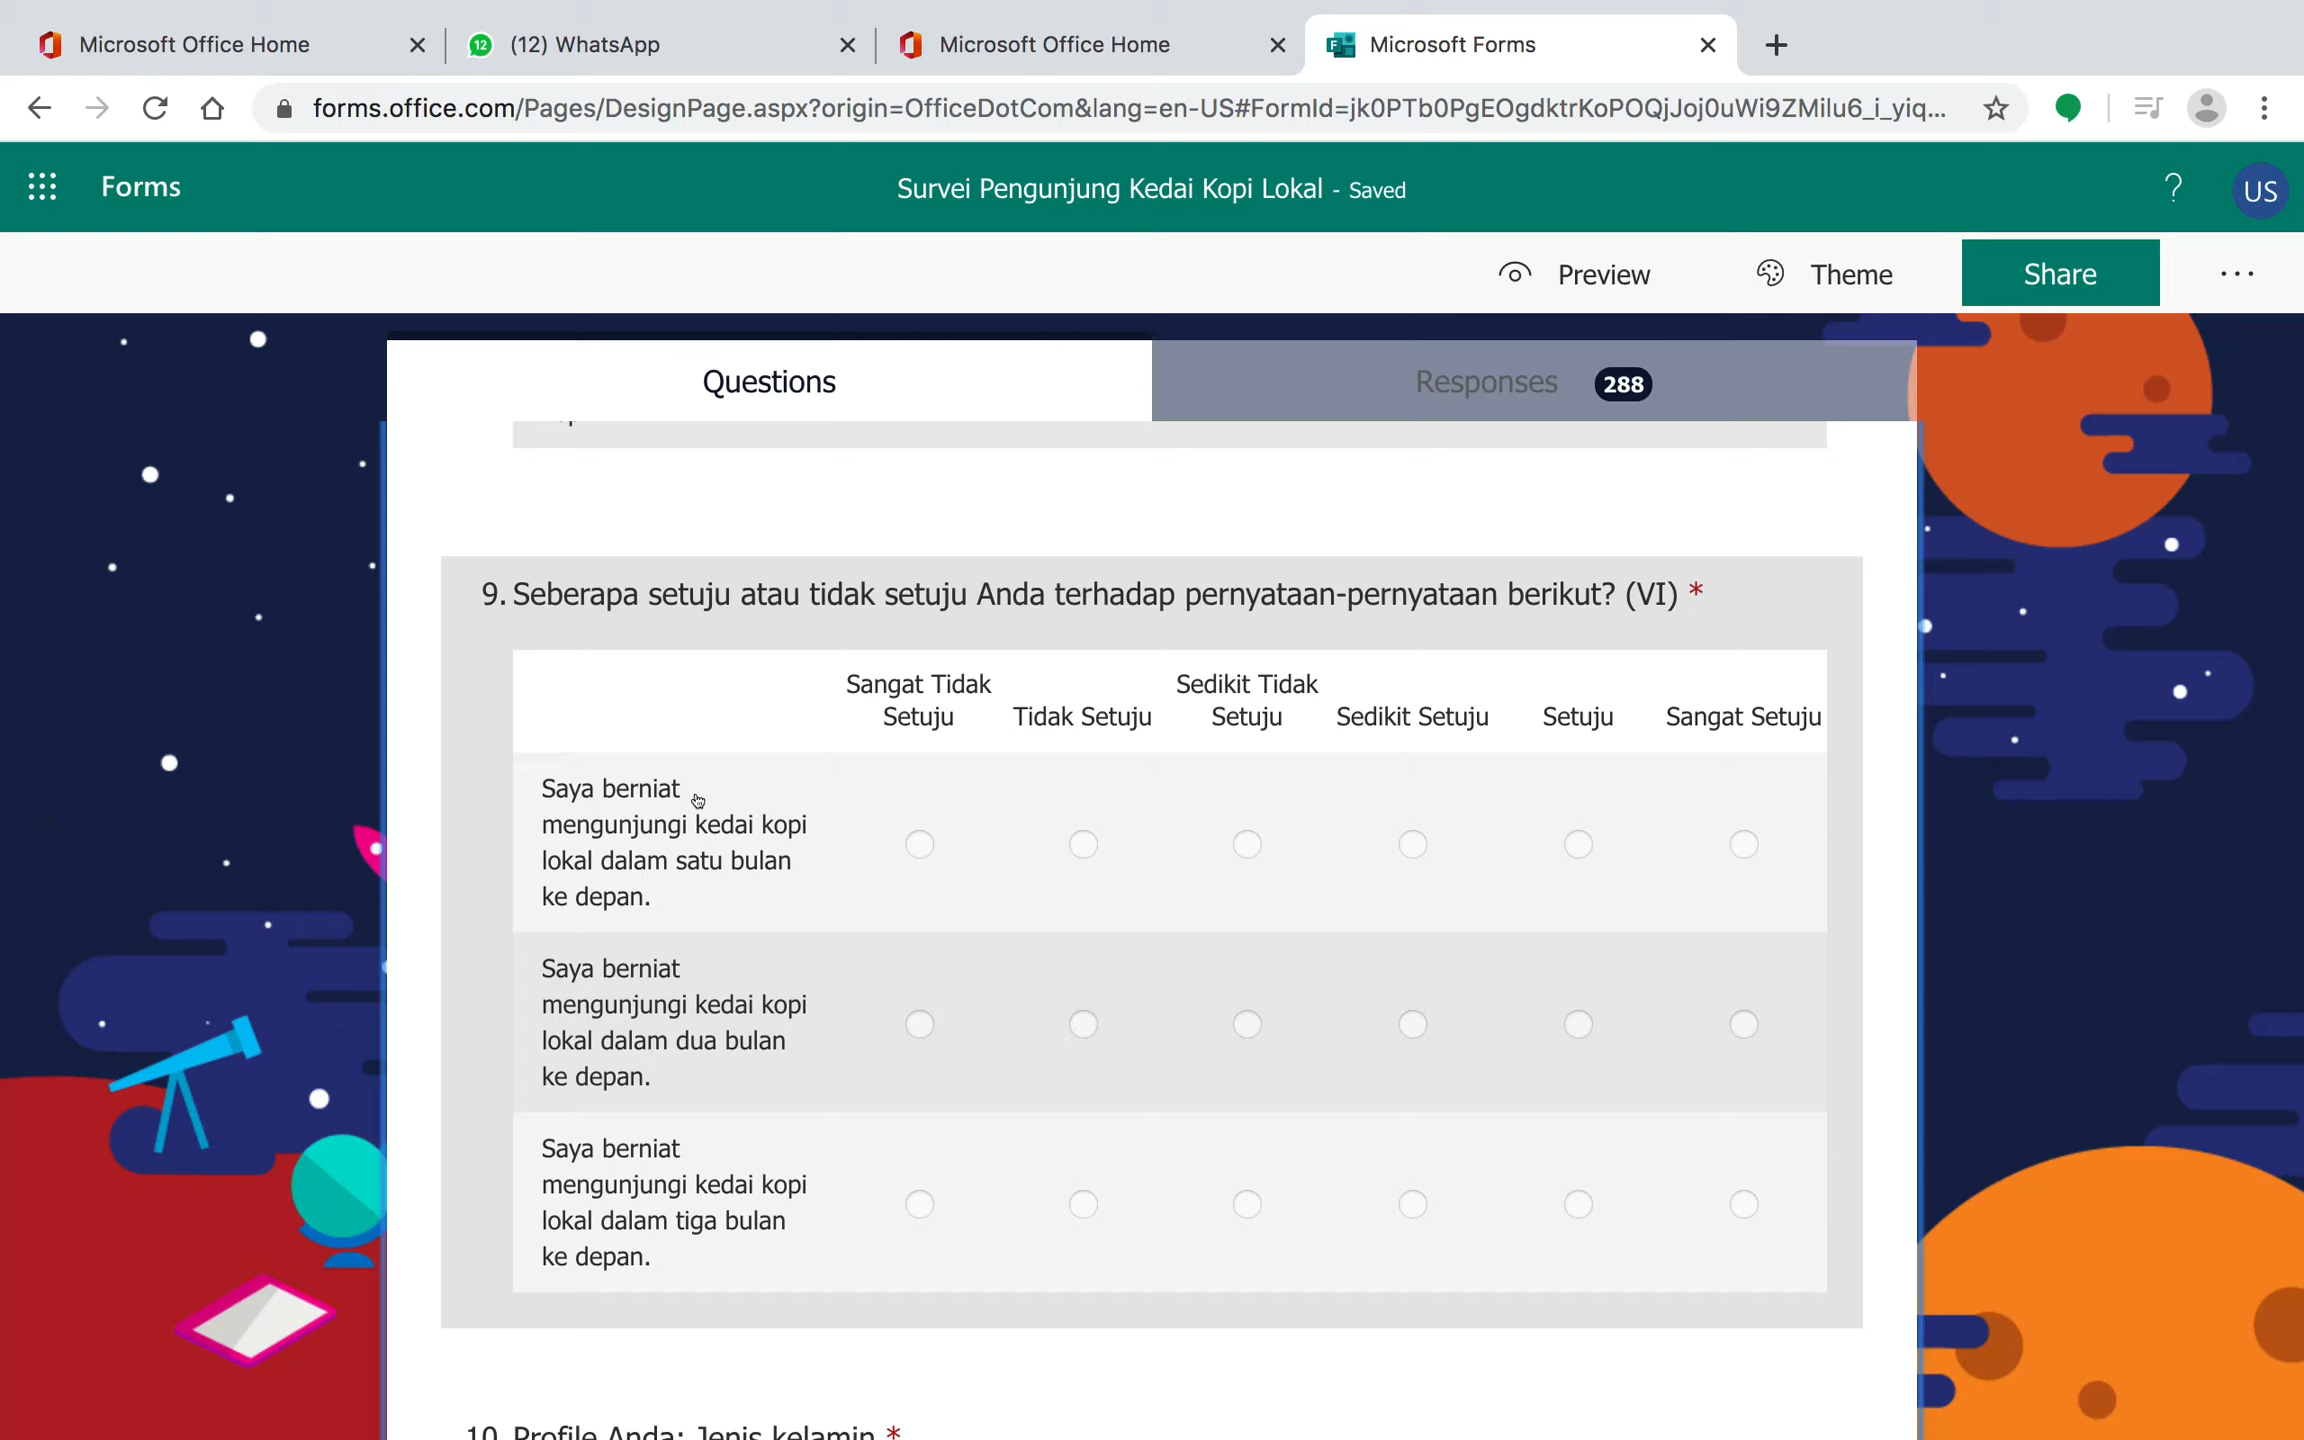 Microsoft Office Home
12
(12) WhatsApp
Microsoft Office Home
Microsoft Forms
forms.office.com/Pages/DesignPage.aspx?origin=OfficeDotCom&lang=en-US#FormId=jk0PTb0PgEOgdktrKoPOQjJoj0uWi9ZMilu6_i_yiq...
Forms
Survei Pengunjung Kedai Kopi Lokal - Saved
?
US
Preview
Theme
Share
Questions
Responses 288
9. Seberapa setuju atau tidak setuju Anda terhadap pernyataan-pernyataan berikut? (VI) *
Sangat Tidak
Setuju
Tidak Setuju
Sedikit Tidak
Setuju
Sedikit Setuju
Setuju
Sangat Setuju
Saya berniat
mengunjungi kedai kopi
lokal dalam satu bulan
ke depan.
Saya berniat
mengunjungi kedai kopi
lokal dalam dua bulan
ke depan.
Saya berniat
mengunjungi kedai kopi
lokal dalam tiga bulan
ke depan.
10. Profile Anda: Jenis kelamin *